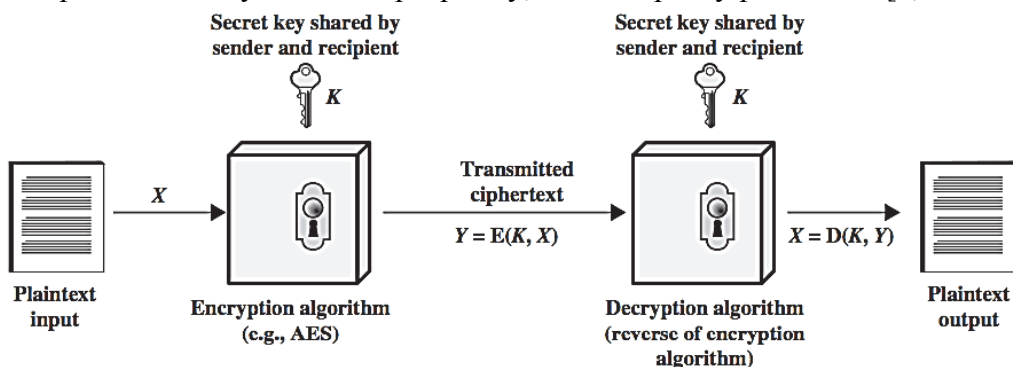 Secret key shared by
sender and recipient
K
Secret key shared by
sender and recipient
K
X
Transmitted
ciphertext
Y = E(K, X)
X = D(K, Y)
Plaintext
input
Encryption algorithm
(e.g., AES)
Decryption algorithm
(reverse of encryption
algorithm)
Plaintext
output